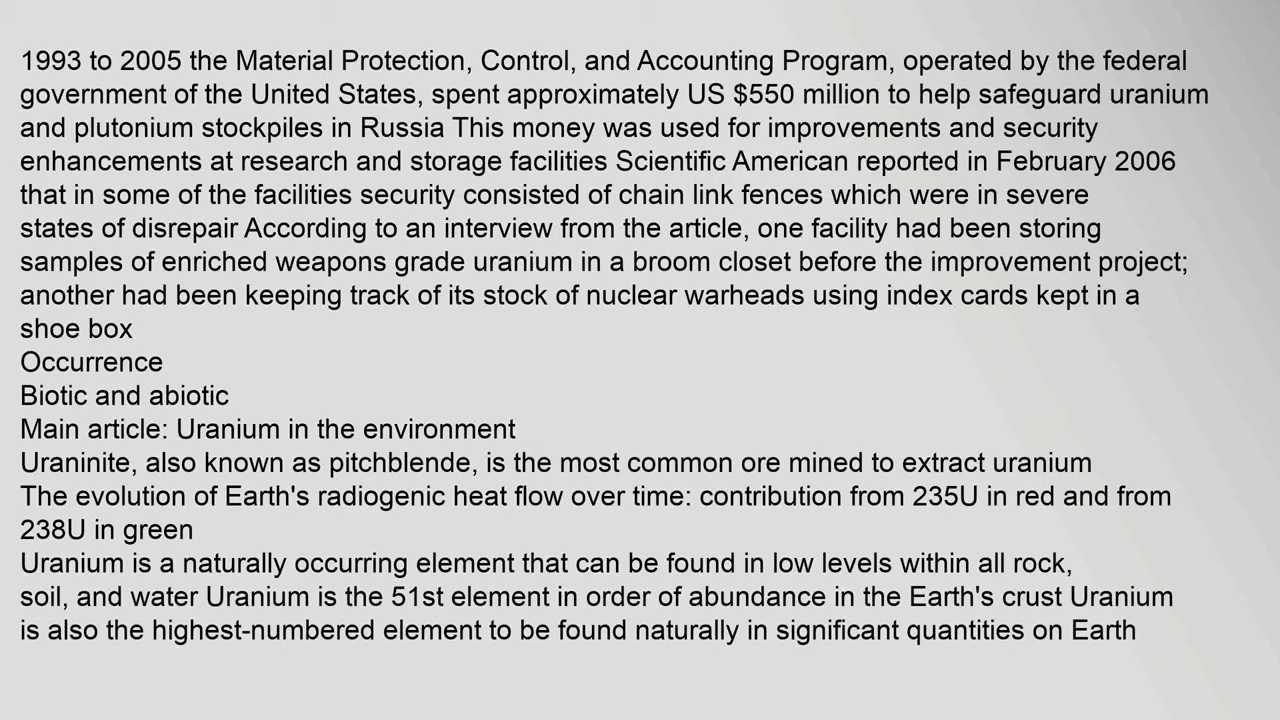 1993 to 2005 the Material Protection, Control, and Accounting Program, operated by the federal
government of the United States, spent approximately US $550 million to help safeguard uranium
and plutonium stockpiles in Russia This money was used for improvements and security
enhancements at research and storage facilities Scientific American reported in February 2006
that in some of the facilities security consisted of chain link fences which were in severe
states of disrepair According to an interview from the article, one facility had been storing
samples of enriched weapons grade uranium in a broom closet before the improvement project;
another had been keeping track of its stock of nuclear warheads using index cards kept in a
shoe box
Occurrence
Biotic and abiotic
Main article: Uranium in the environment
Uraninite, also known as pitchblende, is the most common ore mined to extract uranium
The evolution of Earth's radiogenic heat flow over time: contribution from 235U in red and from
238U in green
Uranium is a naturally occurring element that can be found in low levels within all rock,
soil, and water Uranium is the 51st element in order of abundance in the Earth's crust Uranium
is also the highest-numbered element to be found naturally in significant quantities on Earth